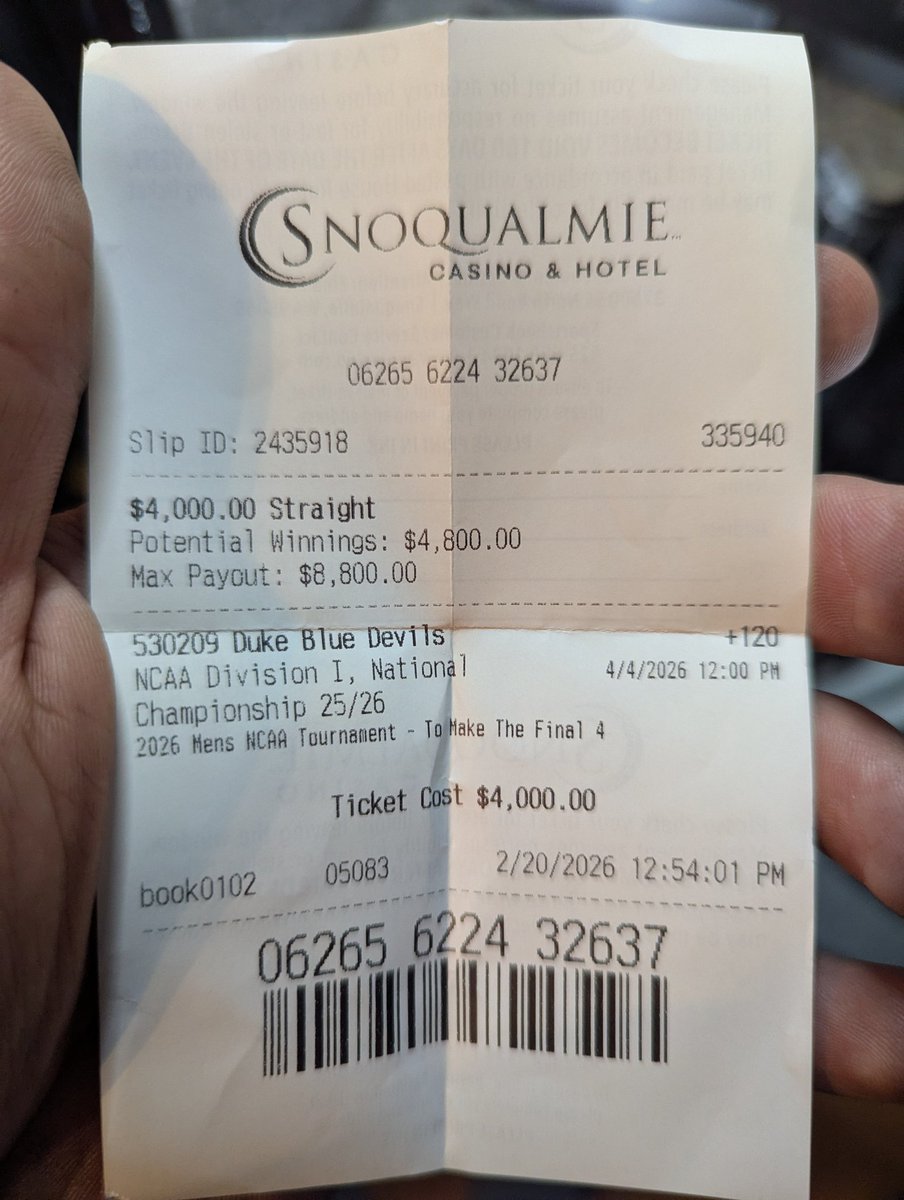 SNOQUALMIE
CASINO & HOTEL
06265 6224 32637
Slip ID: 2435918 335940
$4,000.00 Straight
Potential Winnings: $4,800.00
Max Payout: $8,800.00
530209 Duke Blue Devils +120
NCAA Division I, National 4/4/2026 12:00 PM
Championship 25/26
2026 Mens NCAA Tournament - To Make The Final 4
Ticket Cost $4,000.00
book0102 05083 2/20/2026 12:54:01 PM
06265 6224 32637